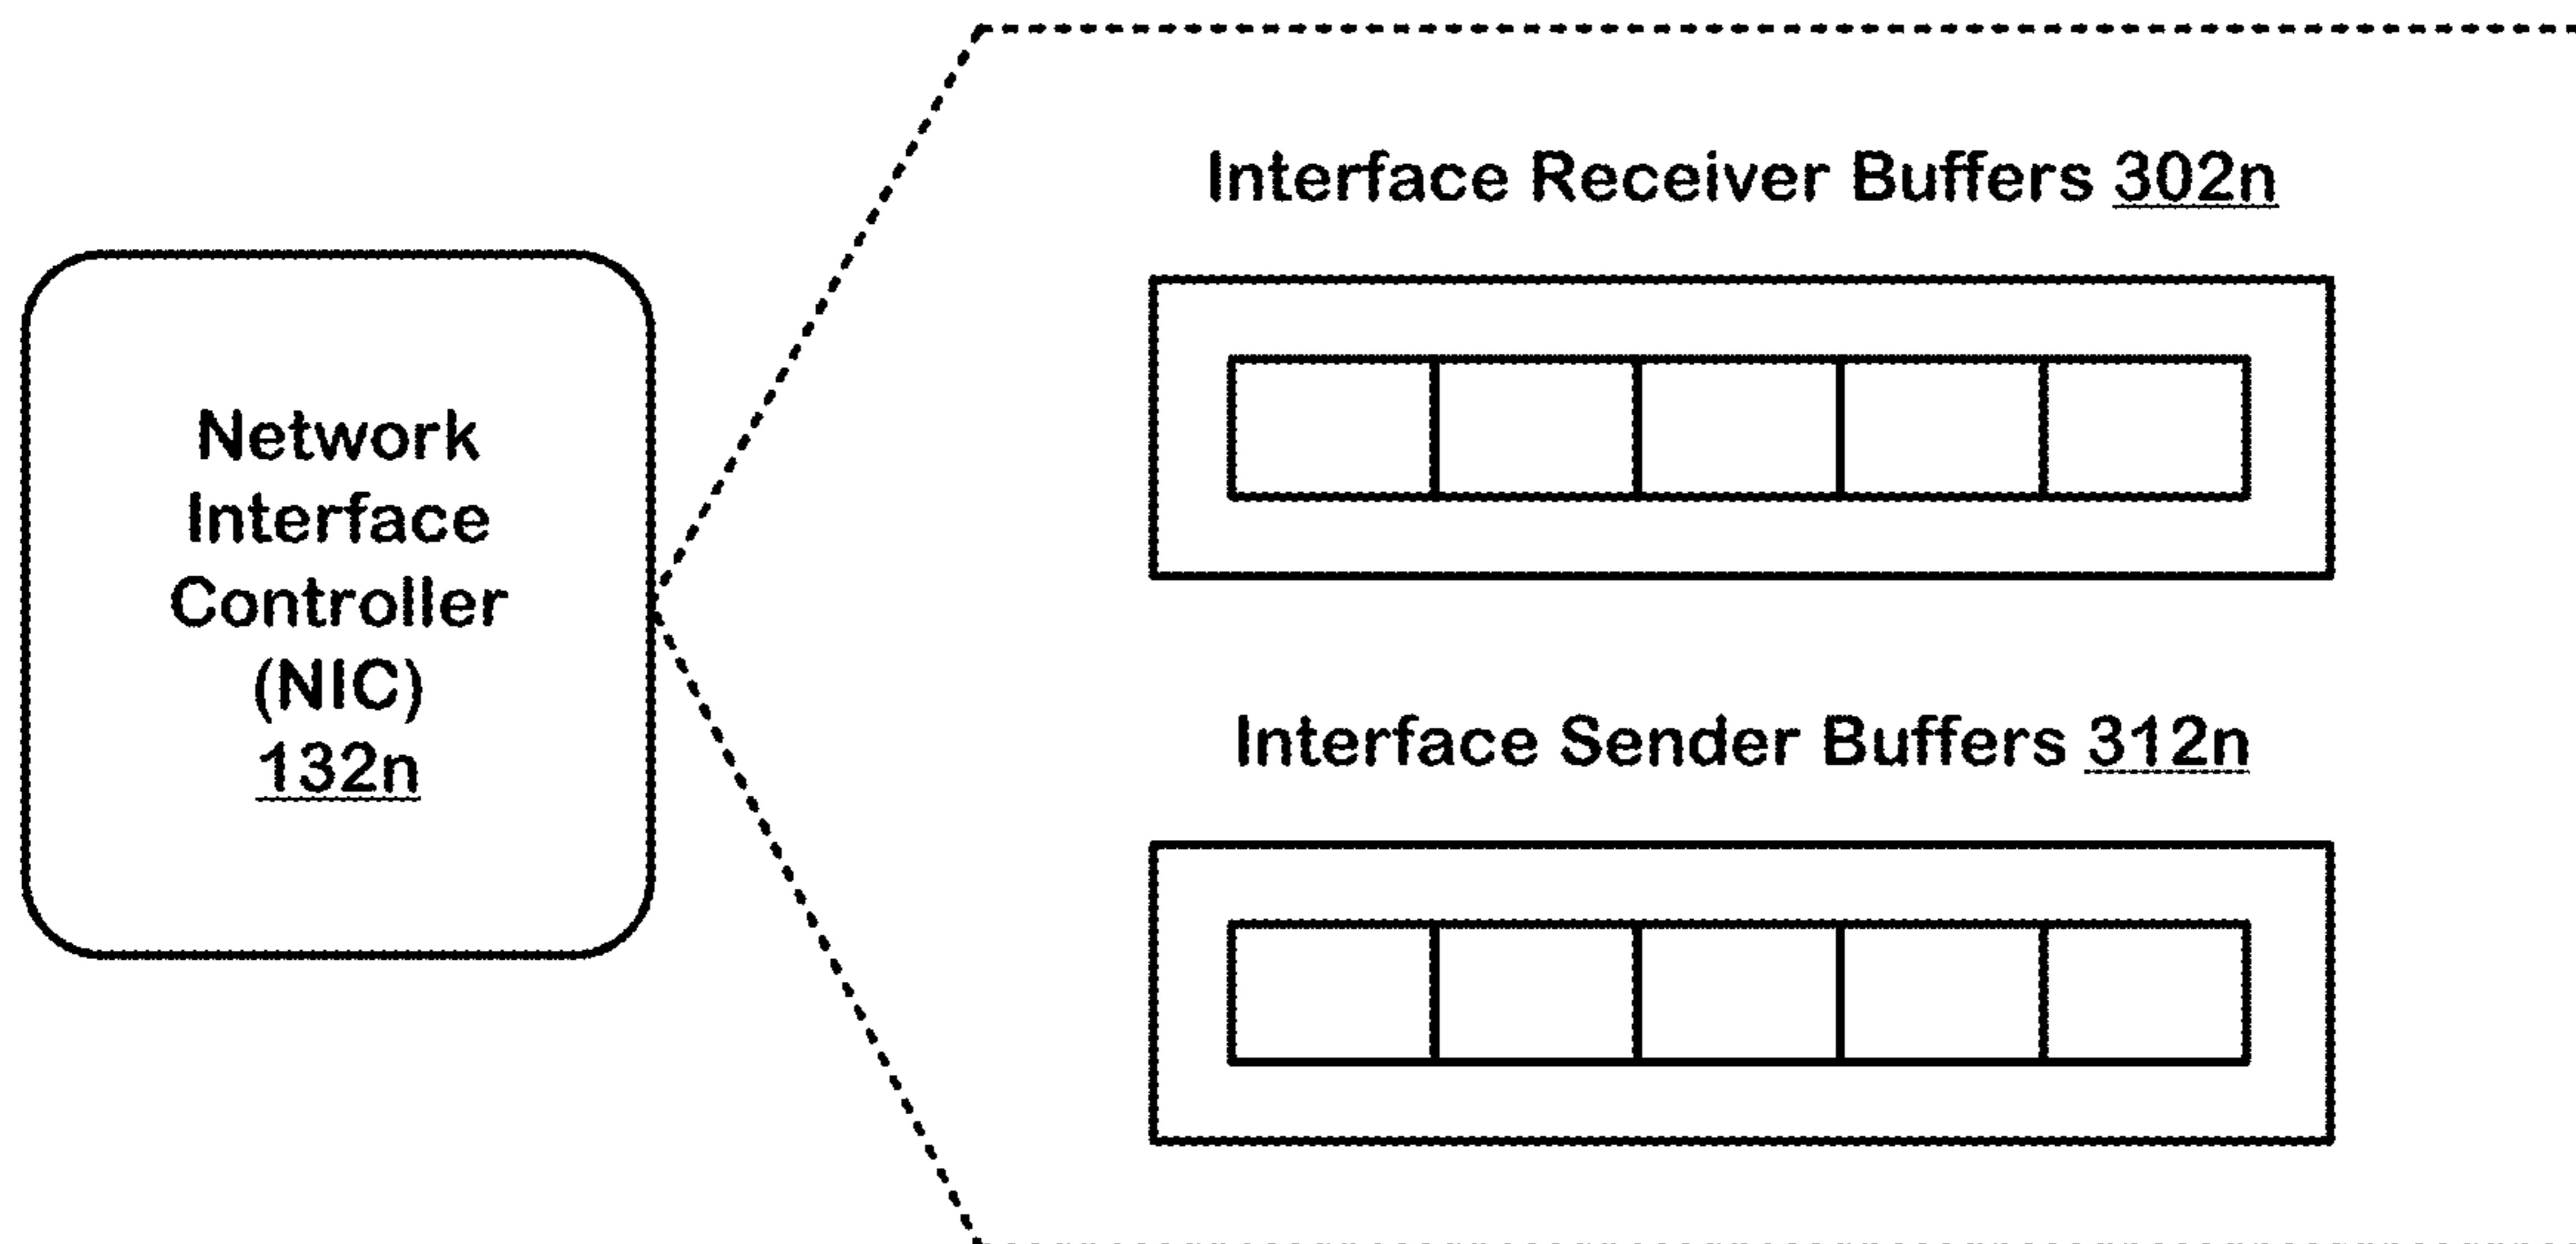 Network
Interface
Controller
(NIC)
132n
Interface Receiver Buffers 302n
Interface Sender Buffers 312n